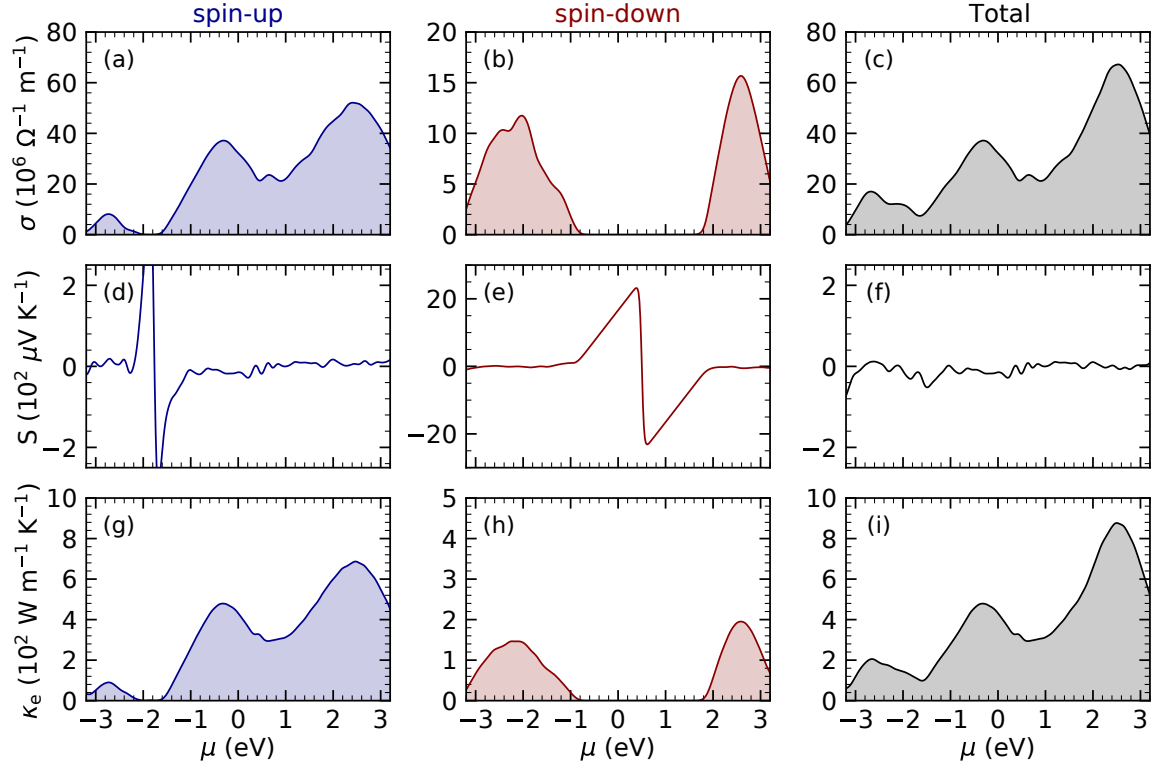 spin-up spin-down Total
80 20 80
(a) (b) (c)
60 15 60
40 10 40
20 5 20
0 0 0
σ (10⁶ Ω⁻¹ m⁻¹)
(d) (e) (f)
2 20 2
0 0 0
−2 −20 −2
S (10² μV K⁻¹)
10 5 10
(g) (h) (i)
8 4 8
6 3 6
4 2 4
2 1 2
0 0 0
κₑ (10² W m⁻¹ K⁻¹)
−3 −2 −1 0 1 2 3 −3 −2 −1 0 1 2 3 −3 −2 −1 0 1 2 3
μ (eV) μ (eV) μ (eV)